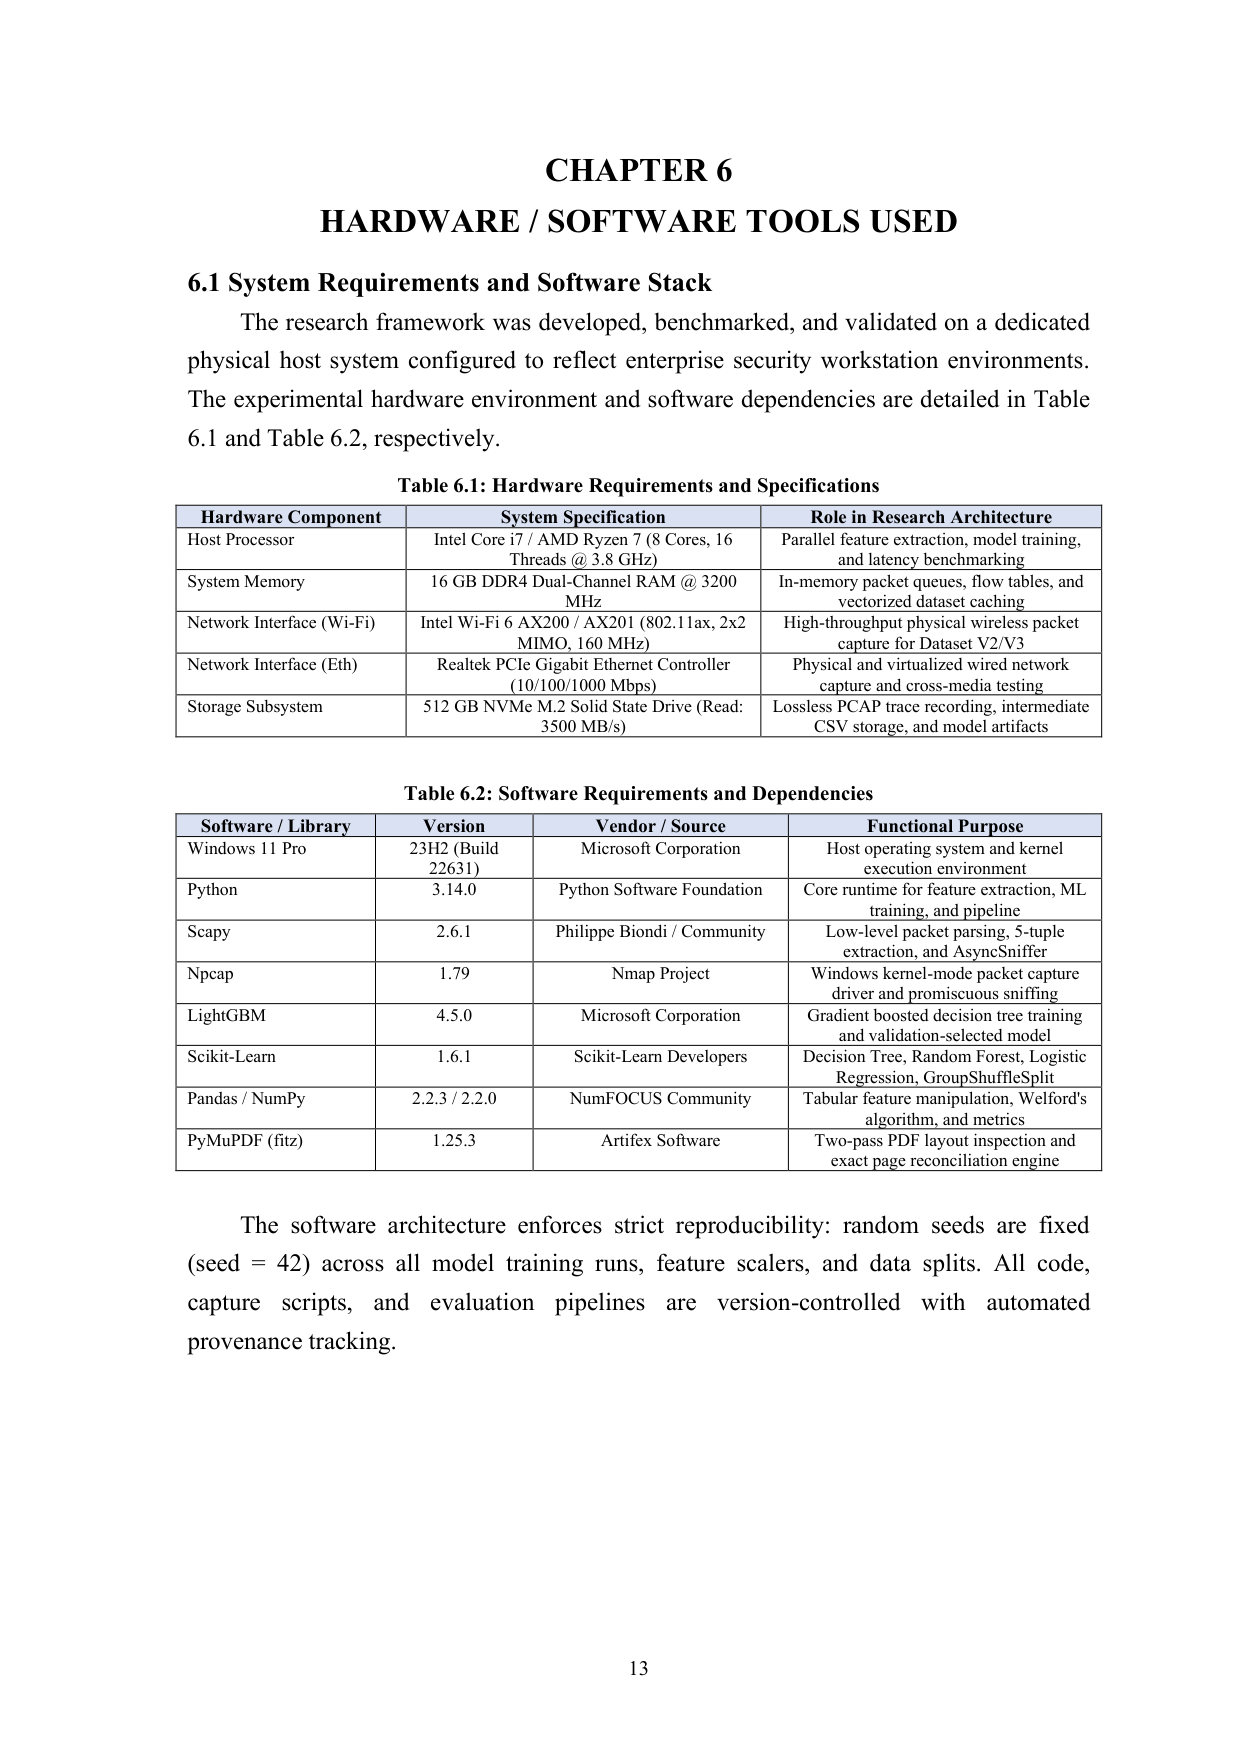 CHAPTER 6
HARDWARE / SOFTWARE TOOLS USED
6.1 System Requirements and Software Stack
The research framework was developed, benchmarked, and validated on a dedicated
physical host system configured to reflect enterprise security workstation environments.
The experimental hardware environment and software dependencies are detailed in Table
6.1 and Table 6.2, respectively.
Table 6.1: Hardware Requirements and Specifications
Hardware Component System Specification Role in Research Architecture
Host Processor Intel Core i7 / AMD Ryzen 7 (8 Cores, 16 Parallel feature extraction, model training,
Threads @ 3.8 GHz) and latency benchmarking
System Memory 16 GB DDR4 Dual-Channel RAM @ 3200 In-memory packet queues, flow tables, and
MHz vectorized dataset caching
Network Interface (Wi-Fi) Intel Wi-Fi 6 AX200 / AX201 (802.11ax, 2x2 High-throughput physical wireless packet
MIMO, 160 MHz) capture for Dataset V2/V3
Network Interface (Eth) Realtek PCIe Gigabit Ethernet Controller Physical and virtualized wired network
(10/100/1000 Mbps) capture and cross-media testing
Storage Subsystem 512 GB NVMe M.2 Solid State Drive (Read: Lossless PCAP trace recording, intermediate
3500 MB/s) CSV storage, and model artifacts
Table 6.2: Software Requirements and Dependencies
Software / Library Version Vendor / Source Functional Purpose
Windows 11 Pro 23H2 (Build Microsoft Corporation Host operating system and kernel
22631) execution environment
Python 3.14.0 Python Software Foundation Core runtime for feature extraction, ML
training, and pipeline
Scapy 2.6.1 Philippe Biondi / Community Low-level packet parsing, 5-tuple
extraction, and AsyncSniffer
Npcap 1.79 Nmap Project Windows kernel-mode packet capture
driver and promiscuous sniffing
LightGBM 4.5.0 Microsoft Corporation Gradient boosted decision tree training
and validation-selected model
Scikit-Learn 1.6.1 Scikit-Learn Developers Decision Tree, Random Forest, Logistic
Regression, GroupShuffleSplit
Pandas / NumPy 2.2.3 / 2.2.0 NumFOCUS Community Tabular feature manipulation, Welford's
algorithm, and metrics
PyMuPDF (fitz) 1.25.3 Artifex Software Two-pass PDF layout inspection and
exact page reconciliation engine
The software architecture enforces strict reproducibility: random seeds are fixed
(seed = 42) across all model training runs, feature scalers, and data splits. All code,
capture scripts, and evaluation pipelines are version-controlled with automated
provenance tracking.
13